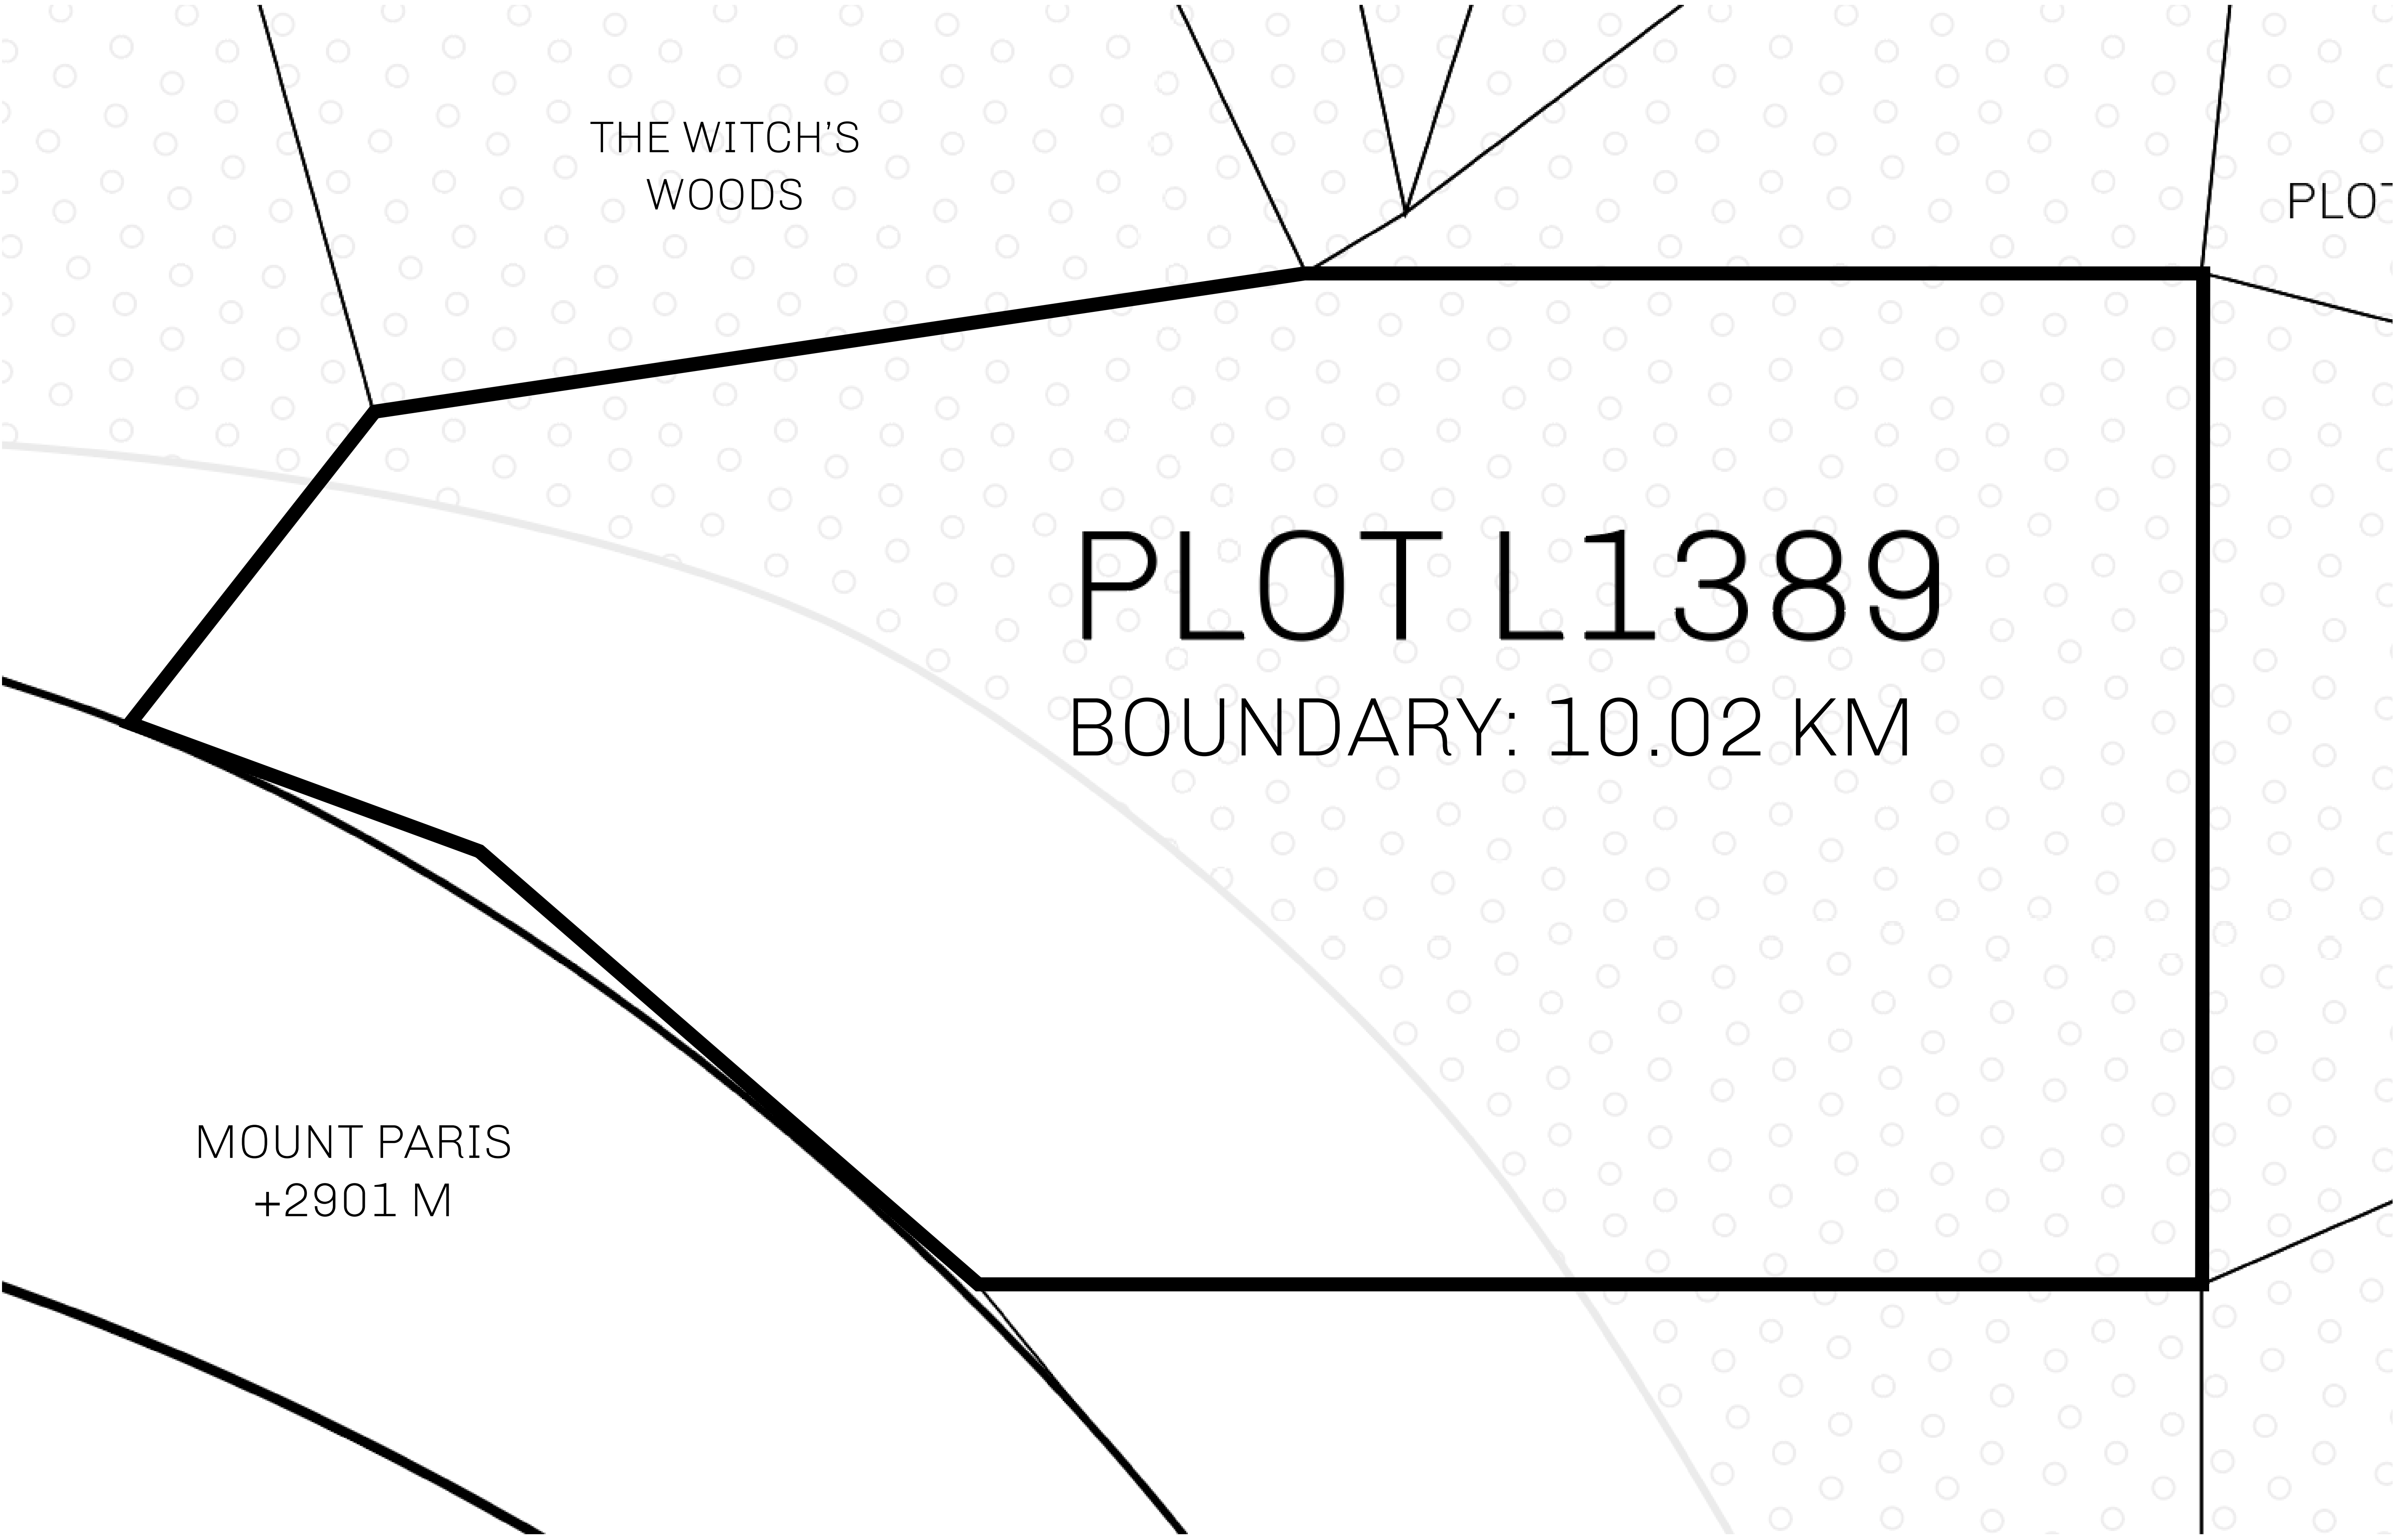 THE WITCH'S
WOODS
PLOT L1389
BOUNDARY: 10.02 KM
MOUNT PARIS
+2901 M